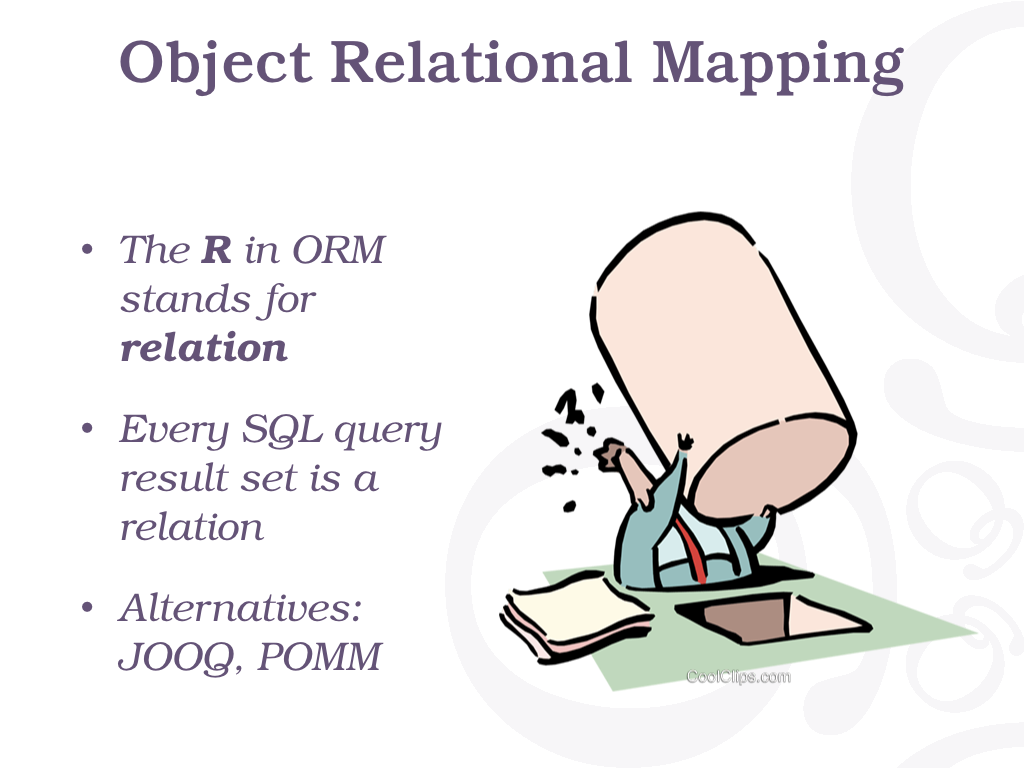 Object Relational Mapping
• The R in ORM
stands for
relation
• Every SQL query
result set is a
relation
• Alternatives:
JOOQ, POMM
CoolClips.com